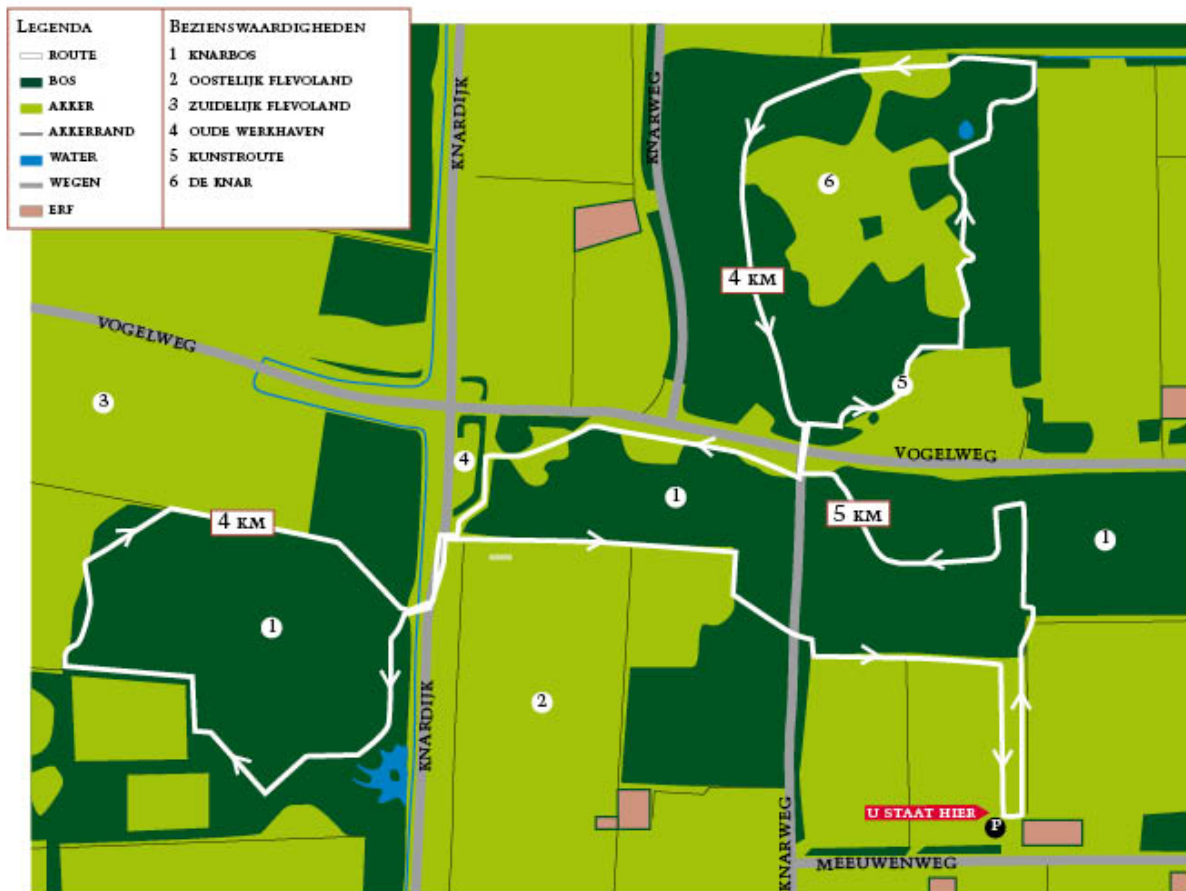 LEGENDA
ROUTE
BOS
AKKER
AKKERRAND
WATER
WEGEN
ERF
BEZIENSWAARDIGHEDEN
1 KNARBOS
2 OOSTELIJK FLEVOLAND
3 ZUIDELIJK FLEVOLAND
4 OUDE WERKHAVEN
5 KUNSTROUTE
6 DE KNAR
KNARDIJK
KNARWEG
6
4 KM
VOGELWEG
5
3
4
VOGELWEG
1
4 KM
5 KM
1
1
2
KNARDIJK
U STAAT HIER
P
KNARWEG
MEEUWENWEG